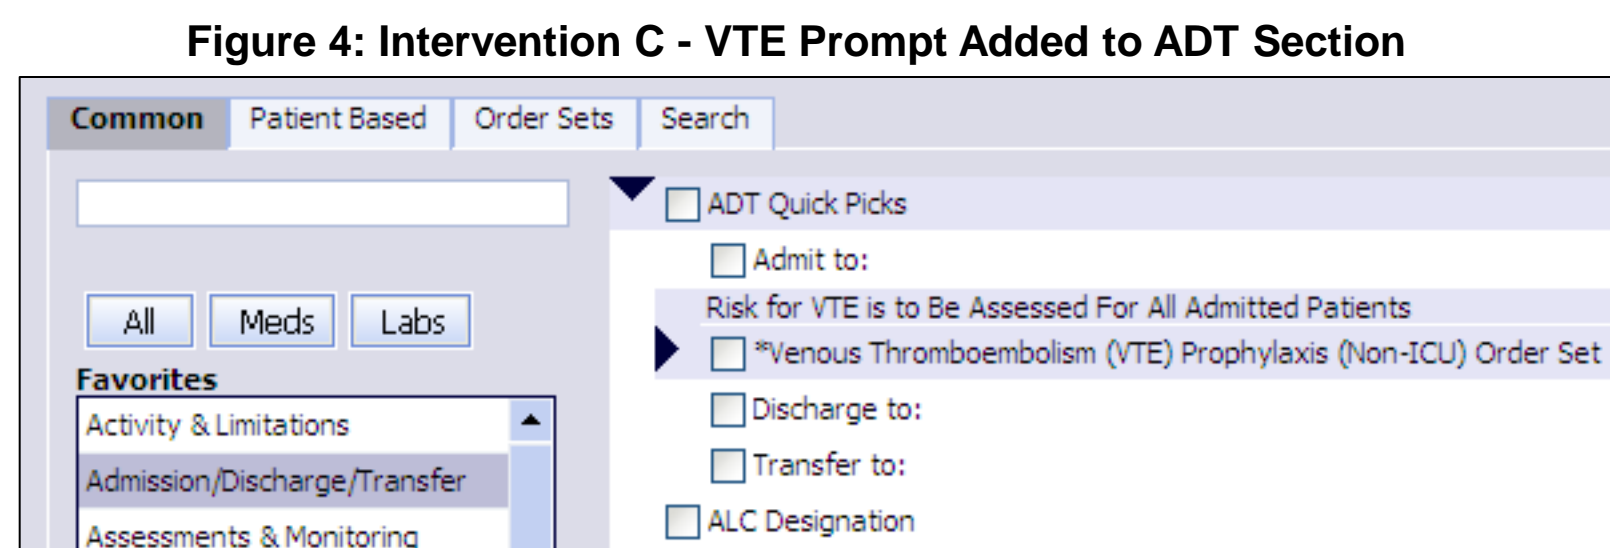 Figure 4: Intervention C - VTE Prompt Added to ADT Section
Common Patient Based Order Sets Search
All Meds Labs
Favorites
Activity & Limitations
Admission/Discharge/Transfer
Assessments & Monitoring
ADT Quick Picks
Admit to:
Risk for VTE is to Be Assessed For All Admitted Patients
*Venous Thromboembolism (VTE) Prophylaxis (Non-ICU) Order Set
Discharge to:
Transfer to:
ALC Designation